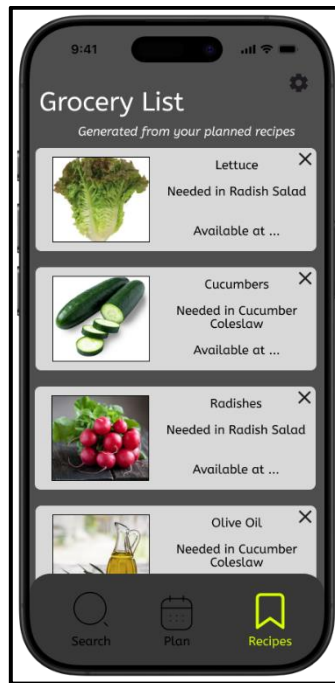 9:41
Grocery List
Generated from your planned recipes
Lettuce
Needed in Radish Salad
Available at ...
Cucumbers
Needed in Cucumber
Coleslaw
Available at ...
Radishes
Needed in Radish Salad
Available at ...
Olive Oil
Needed in Cucumber
Coleslaw
Search
Plan
Recipes